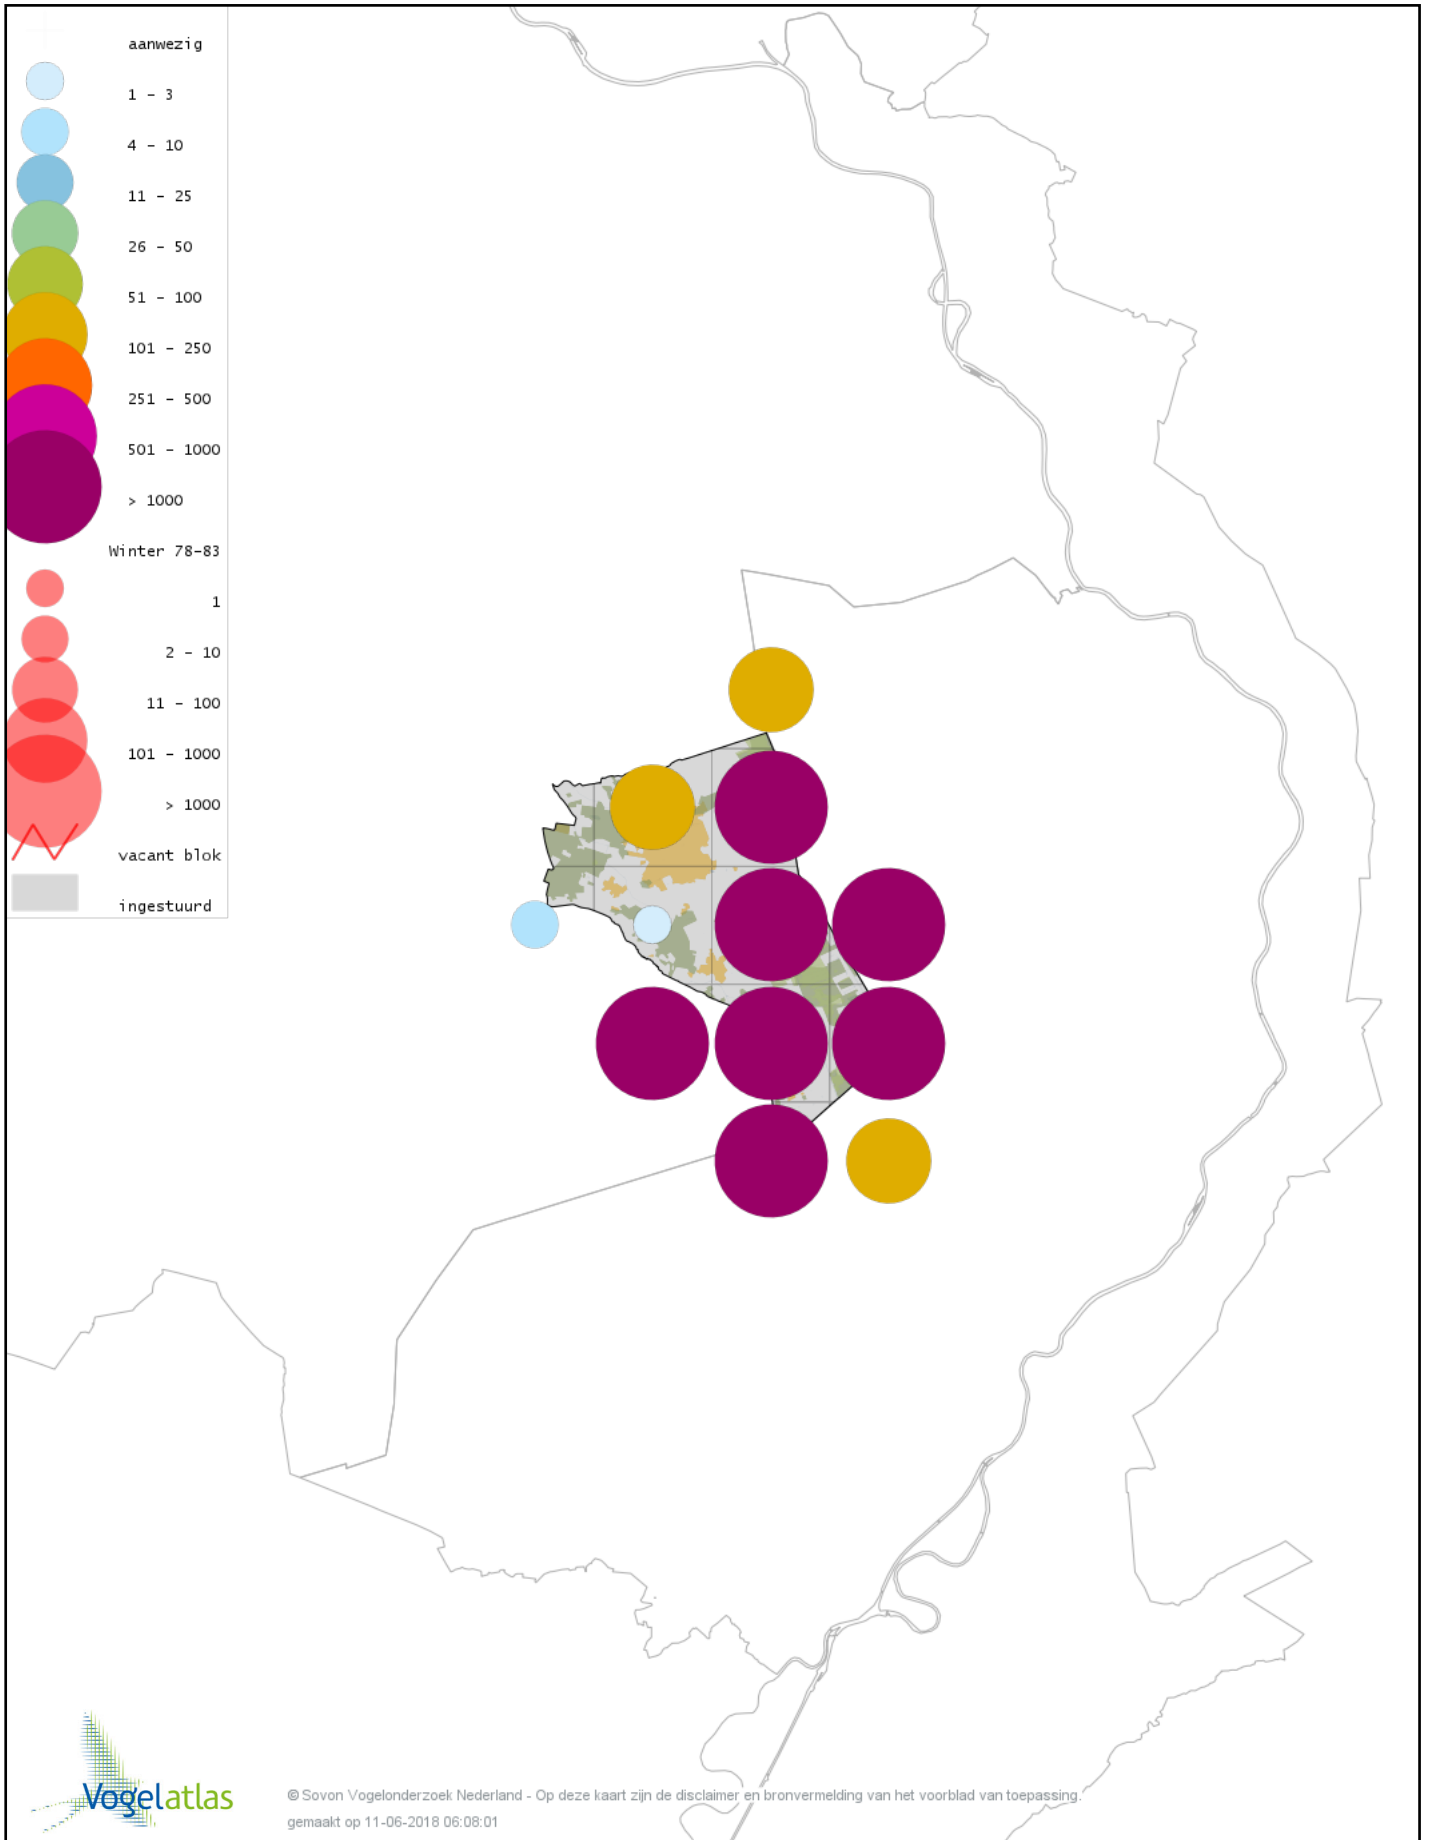 aanwezig
1 - 3
4 - 10
11 - 25
26 - 50
51 - 100
101 - 250
251 - 500
501 - 1000
> 1000
Winter 78-83
1
2 - 10
11 - 100
101 - 1000
> 1000
vacant blok
ingestuurd
Vogelatlas
© Sovon Vogelonderzoek Nederland - Op deze kaart zijn de disclaimer en bronvermelding van het voorblad van toepassing.
gemaakt op 11-06-2018 06:08:01